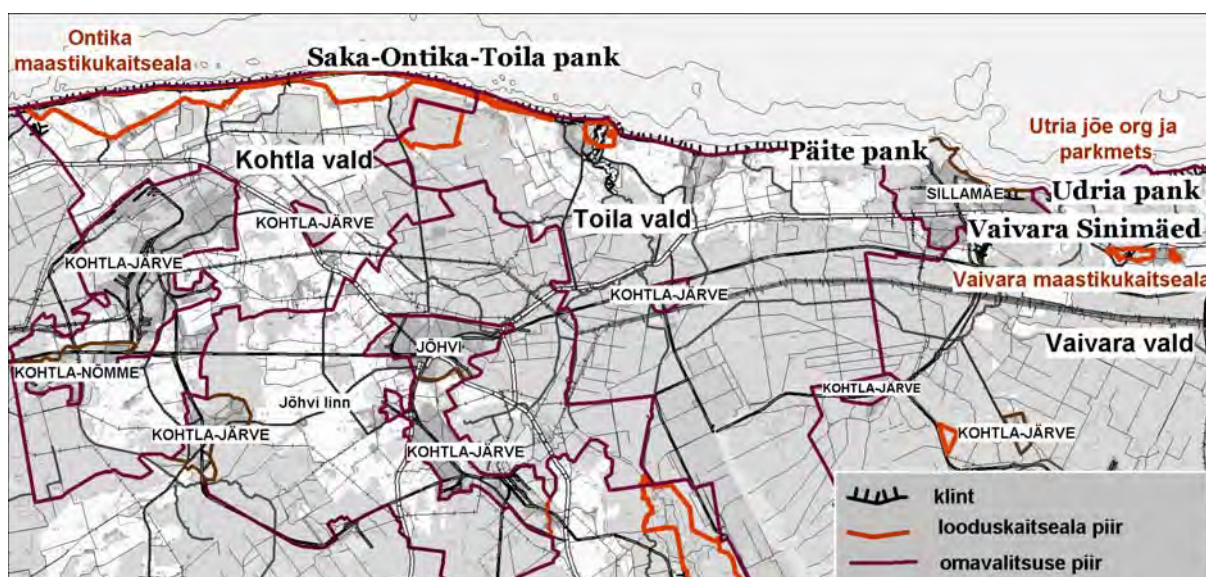 Ontika
maastikukaitseala
Saka-Ontika-Toila pank
Utria jõe org ja
parkmets
Kohtla vald
Päite pank
SILLAMÄE
Udria pank
KOHTLA-JÄRVE
Toila vald
Vaivara Sinimäed
KOHTLA-JÄRVE
Vaivara maastikukaitseala
KOHTLA-JÄRVE
JÕHVI
Vaivara vald
KOHTLA-NÕMME
KOHTLA-JÄRVE
Jõhvi linn
KOHTLA-JÄRVE
KOHTLA-JÄRVE
KOHTLA-JÄRVE
klint
looduskaitseala piir
omavalitsuse piir